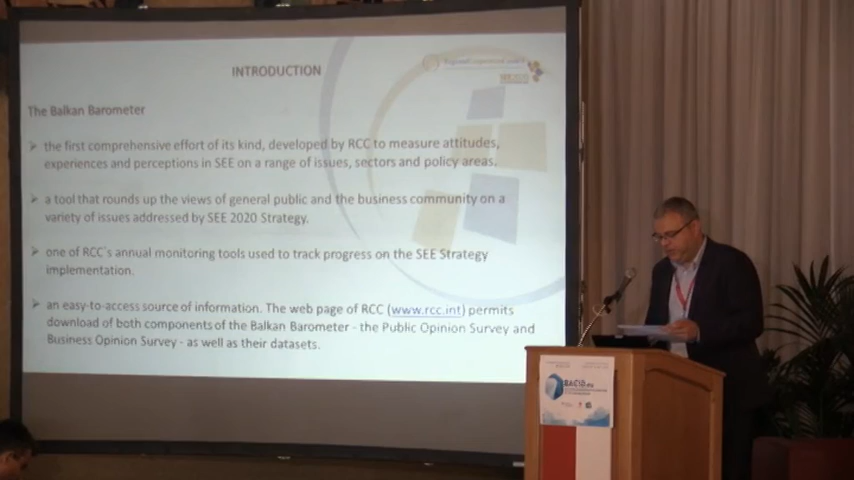 INTRODUCTION
RegionalCooperationCouncil
SEE2020
The Balkan Barometer
➢ the first comprehensive effort of its kind, developed by RCC to measure attitudes,
experiences and perceptions in SEE on a range of issues, sectors and policy areas.
➢ a tool that rounds up the views of general public and the business community on a
variety of issues addressed by SEE 2020 Strategy.
➢ one of RCC`s annual monitoring tools used to track progress on the SEE Strategy
implementation.
➢ an easy-to-access source of information. The web page of RCC (www.rcc.int) permits
download of both components of the Balkan Barometer - the Public Opinion Survey and
Business Opinion Survey - as well as their datasets.
BACID.eu